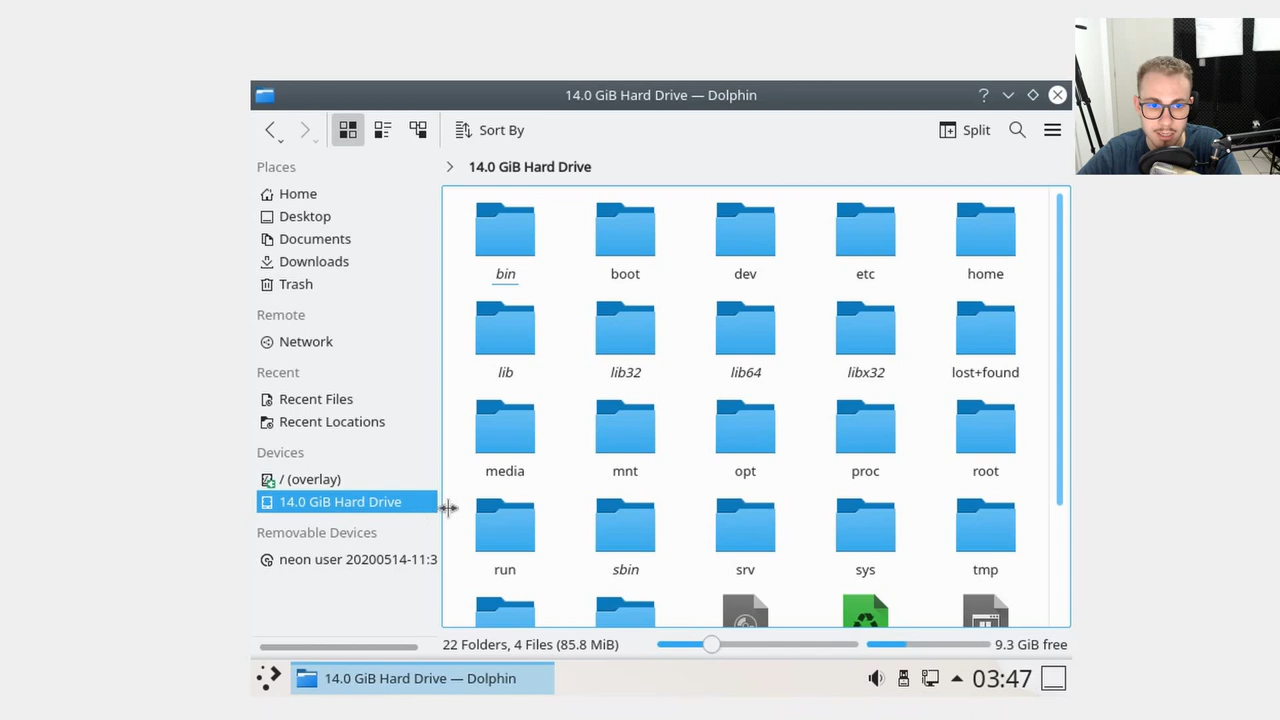 14.0 GiB Hard Drive — Dolphin
Sort By
Split
Places
Home
Desktop
Documents
Downloads
Trash
Remote
Network
Recent
Recent Files
Recent Locations
Devices
/ (overlay)
14.0 GiB Hard Drive
Removable Devices
neon user 20200514-11:3
14.0 GiB Hard Drive
bin boot dev etc home
lib lib32 lib64 libx32 lost+found
media mnt opt proc root
run sbin srv sys tmp
22 Folders, 4 Files (85.8 MiB)
9.3 GiB free
14.0 GiB Hard Drive — Dolphin
03:47